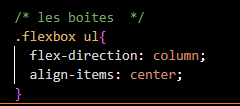 /* les boites  */
.flexbox ul{
flex-direction: column;
align-items: center;
}